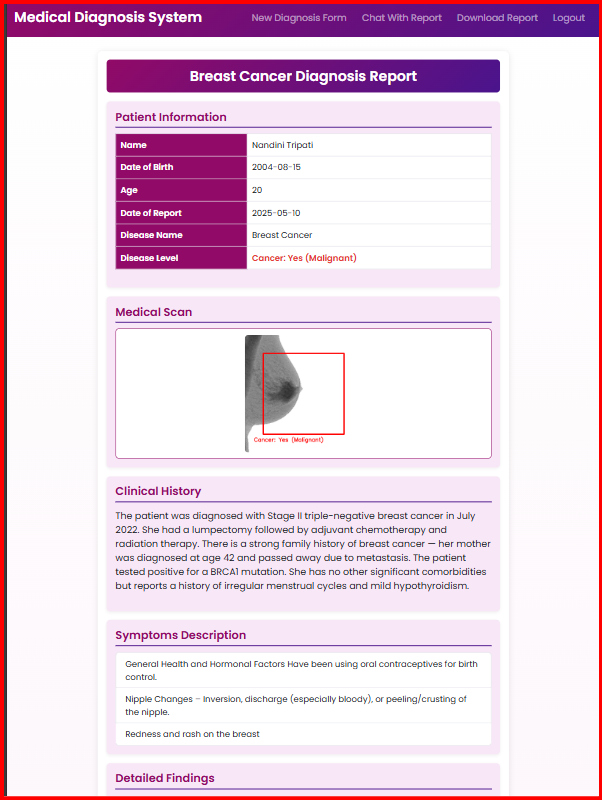 Medical Diagnosis System
New Diagnosis Form Chat With Report Download Report Logout
Breast Cancer Diagnosis Report
Patient Information
Name Nandini Tripati
Date of Birth 2004-08-15
Age 20
Date of Report 2025-05-10
Disease Name Breast Cancer
Disease Level Cancer: Yes (Malignant)
Medical Scan
Cancer: Yes (Malignant)
Clinical History
The patient was diagnosed with Stage II triple-negative breast cancer in July
2022. She had a lumpectomy followed by adjuvant chemotherapy and
radiation therapy. There is a strong family history of breast cancer — her mother
was diagnosed at age 42 and passed away due to metastasis. The patient
tested positive for a BRCA1 mutation. She has no other significant comorbidities
but reports a history of irregular menstrual cycles and mild hypothyroidism.
Symptoms Description
General Health and Hormonal Factors Have been using oral contraceptives for birth
control.
Nipple Changes – Inversion, discharge (especially bloody), or peeling/crusting of
the nipple.
Redness and rash on the breast
Detailed Findings